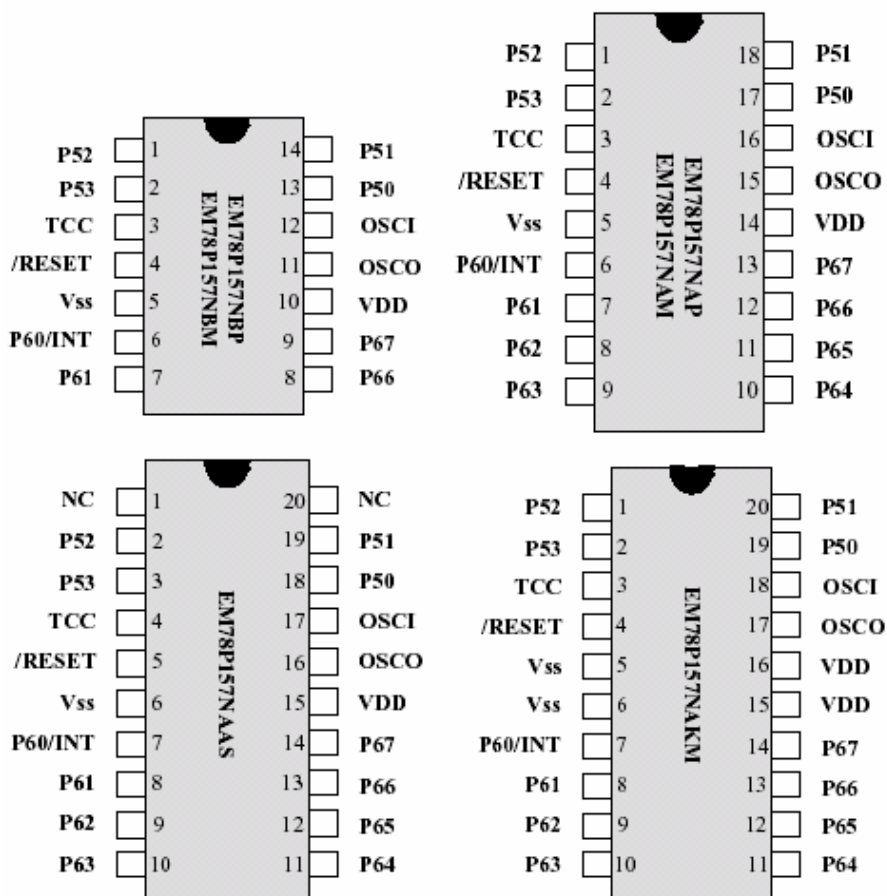 P52 1 14 P51
P53 2 13 P50
TCC 3 12 OSCI
/RESET 4 11 OSCO
Vss 5 10 VDD
P60/INT 6 9 P67
P61 7 8 P66
EM78P157NBP
EM78P157NBM
P52 1 18 P51
P53 2 17 P50
TCC 3 16 OSCI
/RESET 4 15 OSCO
Vss 5 14 VDD
P60/INT 6 13 P67
P61 7 12 P66
P62 8 11 P65
P63 9 10 P64
EM78P157NAP
EM78P157NAM
NC 1 20 NC
P52 2 19 P51
P53 3 18 P50
TCC 4 17 OSCI
/RESET 5 16 OSCO
Vss 6 15 VDD
P60/INT 7 14 P67
P61 8 13 P66
P62 9 12 P65
P63 10 11 P64
EM78P157NAAS
P52 1 20 P51
P53 2 19 P50
TCC 3 18 OSCI
/RESET 4 17 OSCO
Vss 5 16 VDD
Vss 6 15 VDD
P60/INT 7 14 P67
P61 8 13 P66
P62 9 12 P65
P63 10 11 P64
EM78P157NAKM